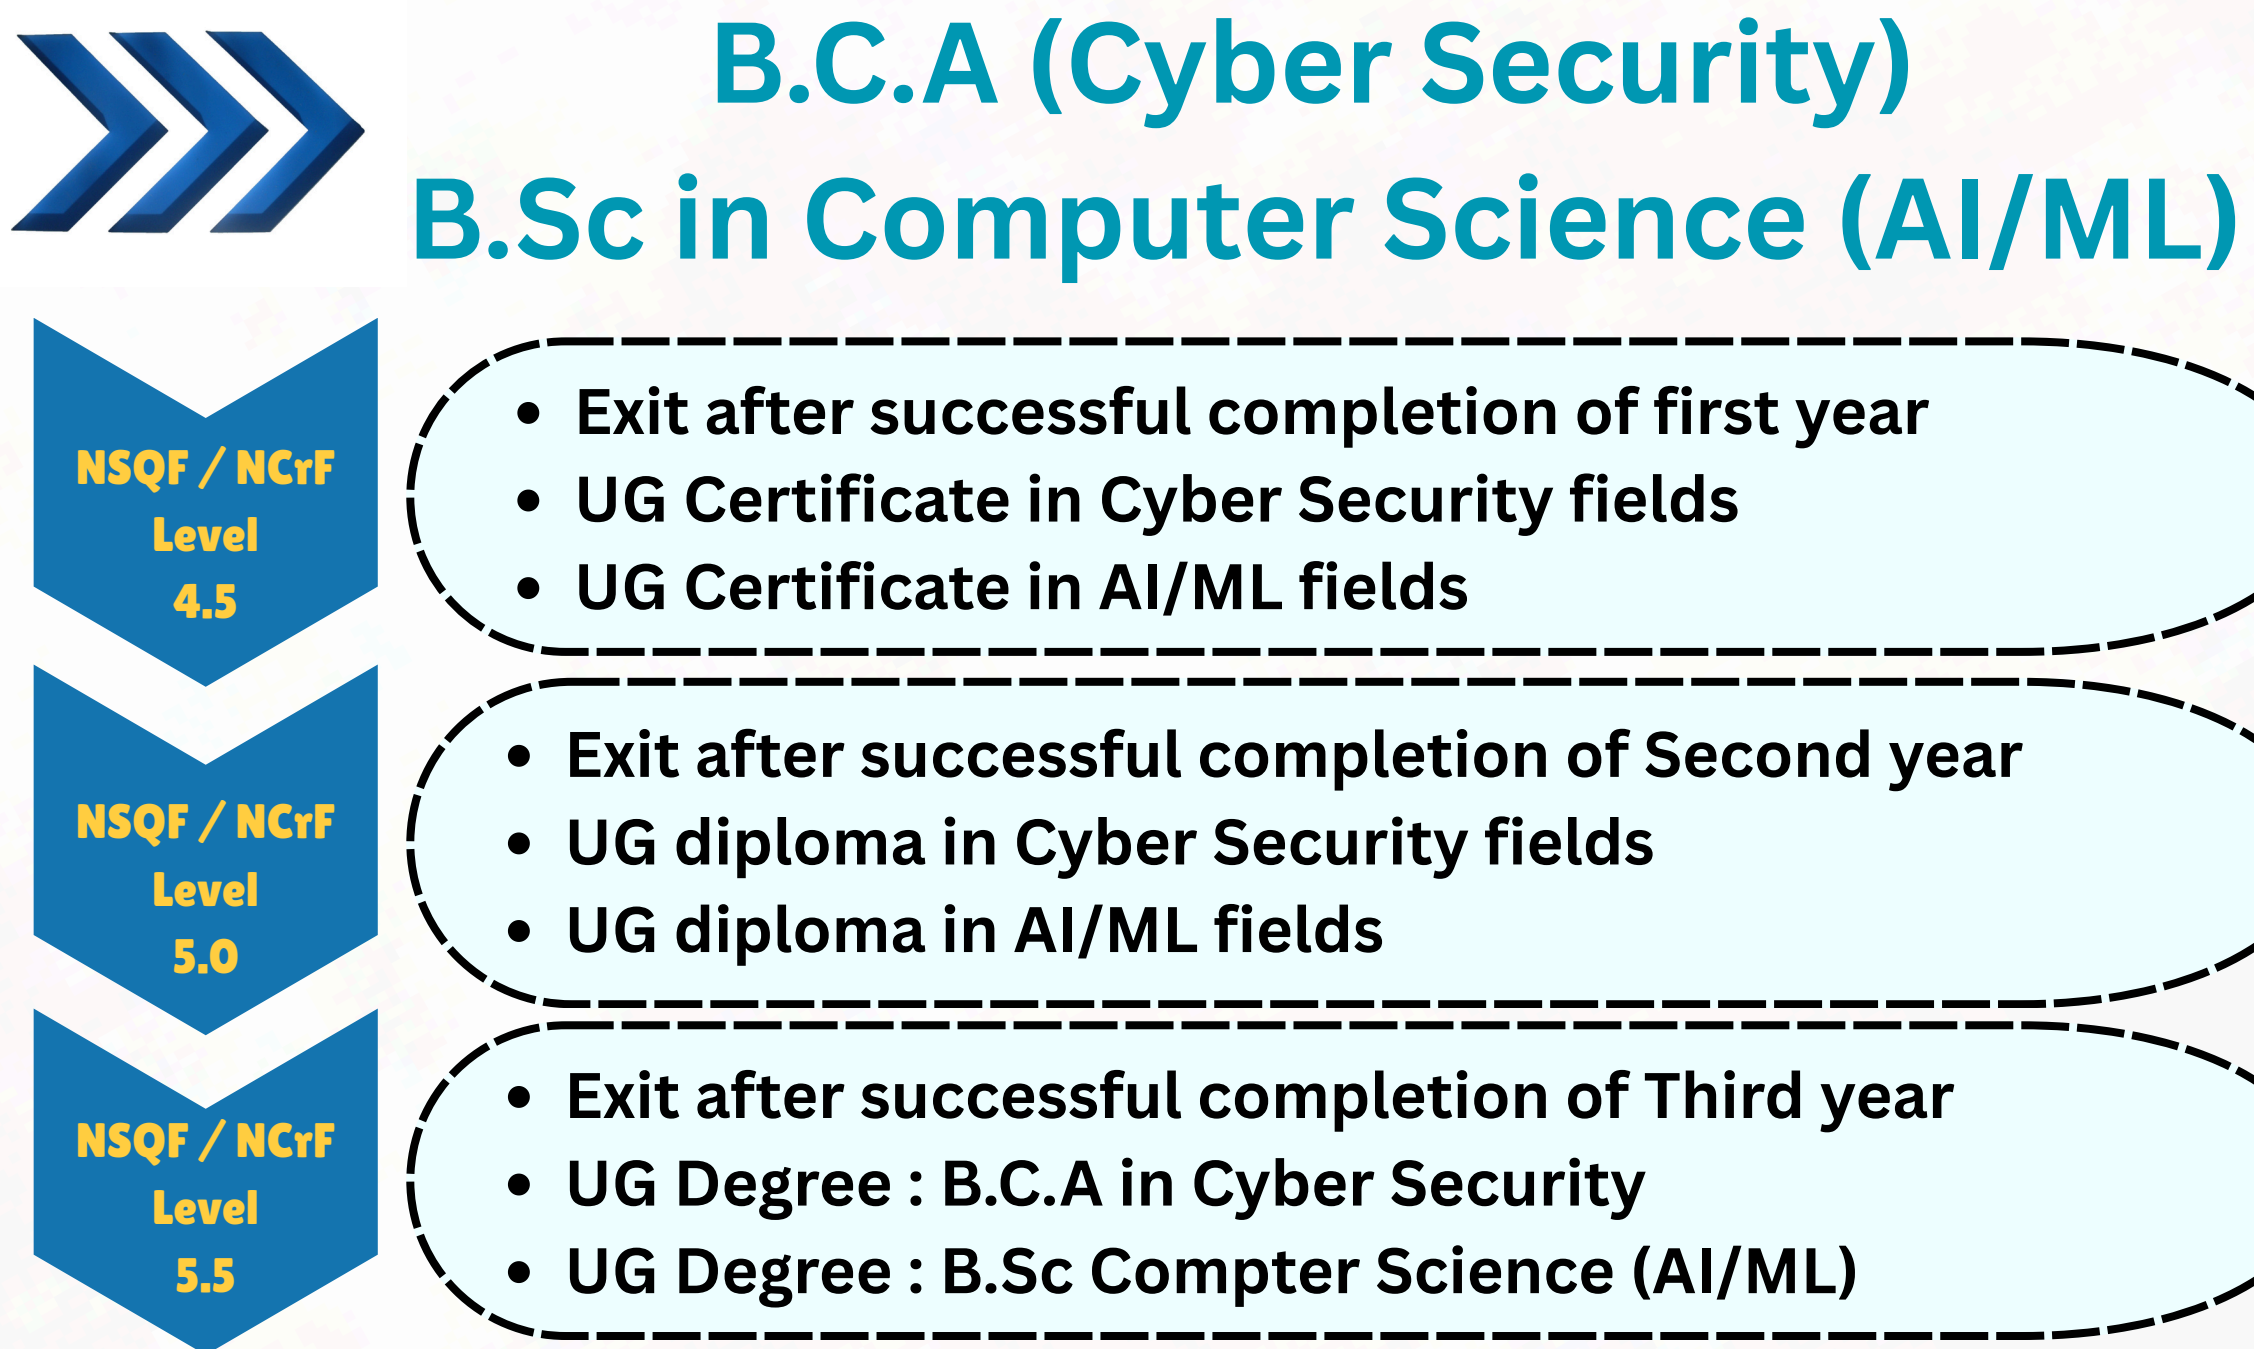 B.C.A (Cyber Security)
B.Sc in Computer Science (AI/ML)
NSQF / NCrF
Level
4.5
• Exit after successful completion of first year
• UG Certificate in Cyber Security fields
• UG Certificate in AI/ML fields
NSQF / NCrF
Level
5.0
• Exit after successful completion of Second year
• UG diploma in Cyber Security fields
• UG diploma in AI/ML fields
NSQF / NCrF
Level
5.5
• Exit after successful completion of Third year
• UG Degree : B.C.A in Cyber Security
• UG Degree : B.Sc Compter Science (AI/ML)